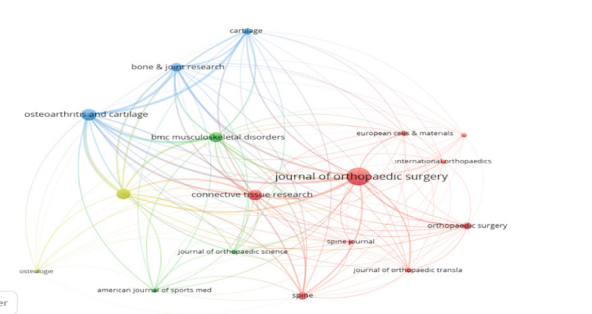 cartilage
bone & joint research
osteoarthritis and cartilage
bmc musculoskeletal disorders
european cells & materials
international orthopaedics
journal of orthopaedic surgery
connective tissue research
orthopaedic surgery
spine journal
journal of orthopaedic science
osteologie
journal of orthopaedic transla
american journal of sports med
spine
er